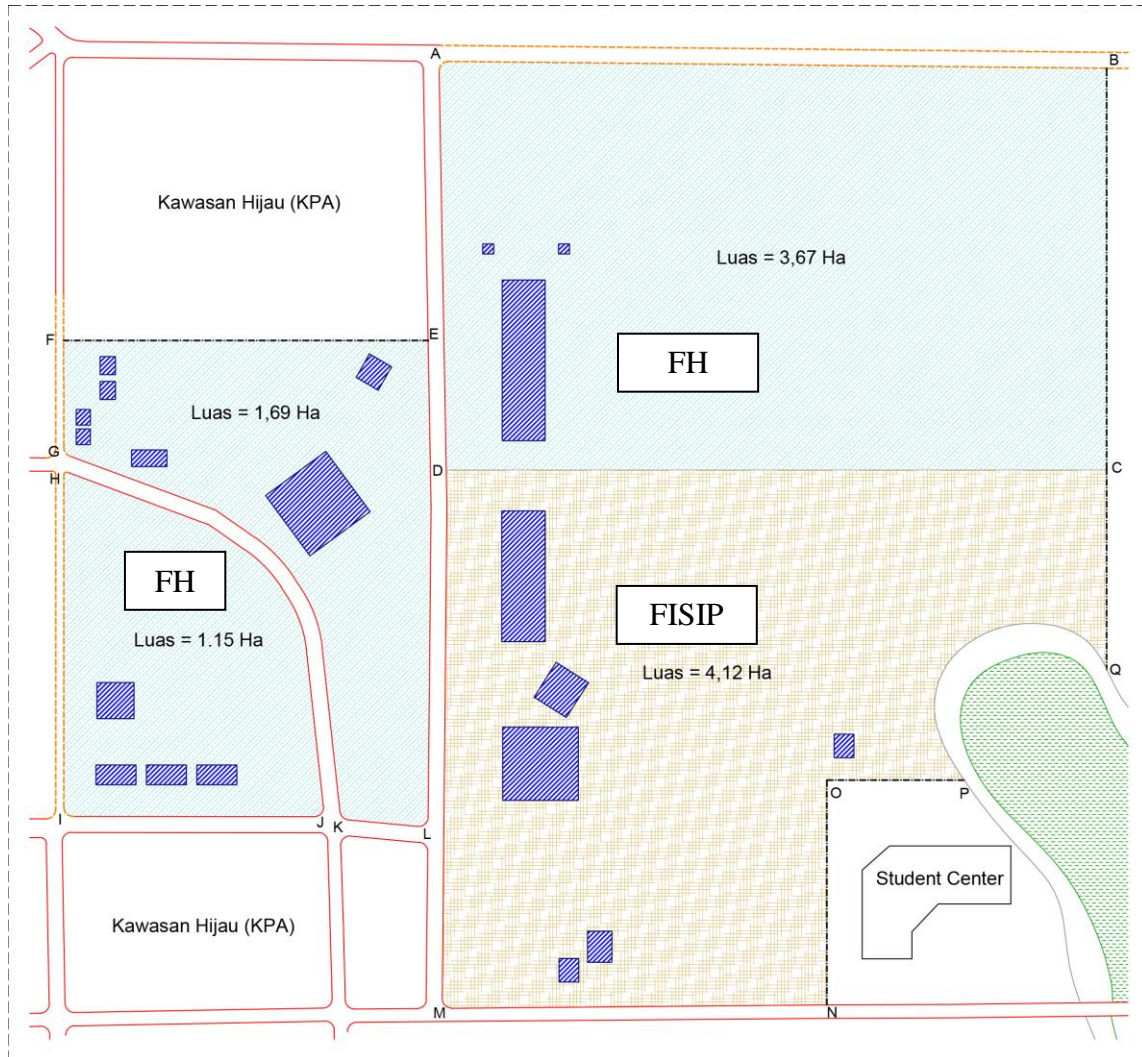 A
B
Kawasan Hijau (KPA)
Luas = 3,67 Ha
F
E
FH
Luas = 1,69 Ha
G
D
C
H
FH
FISIP
Luas = 1.15 Ha
Luas = 4,12 Ha
Q
O
P
I
J
K
L
Student Center
Kawasan Hijau (KPA)
M
N